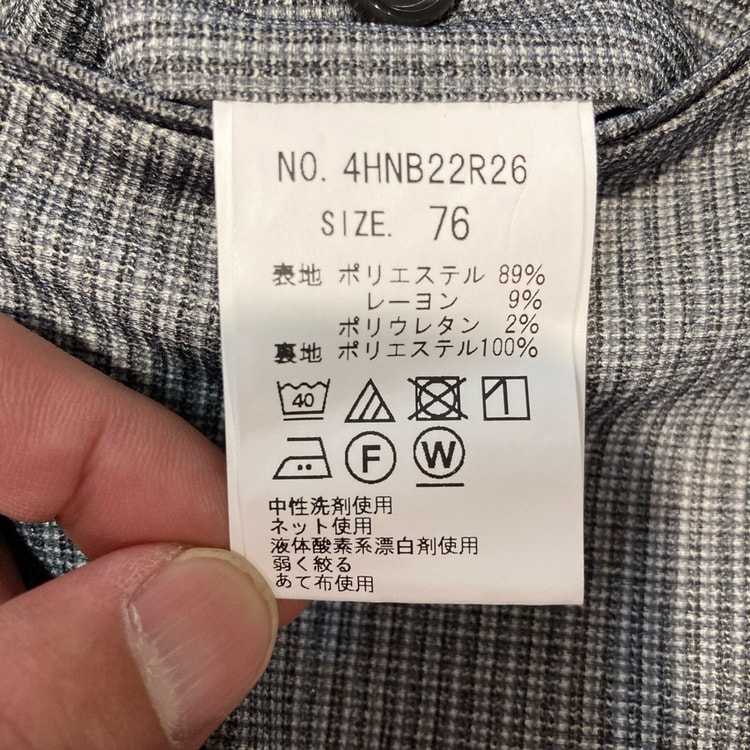 NO. 4HNB22R26
SIZE. 76
表地 ポリエステル 89%
レーヨン 9%
ポリウレタン 2%
裏地 ポリエステル100%
40
F W
中性洗剤使用
ネット使用
液体酸素系漂白剤使用
弱く絞る
あて布使用